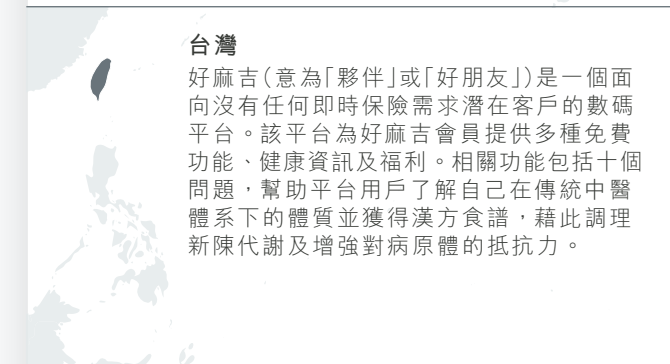 台灣
好麻吉(意為「夥伴」或「好朋友」)是一個面
向沒有任何即時保險需求潛在客戶的數碼
平台。該平台為好麻吉會員提供多種免費
功能、健康資訊及福利。相關功能包括十個
問題，幫助平台用戶了解自己在傳統中醫
體系下的體質並獲得漢方食譜，藉此調理
新陳代謝及增強對病原體的抵抗力。